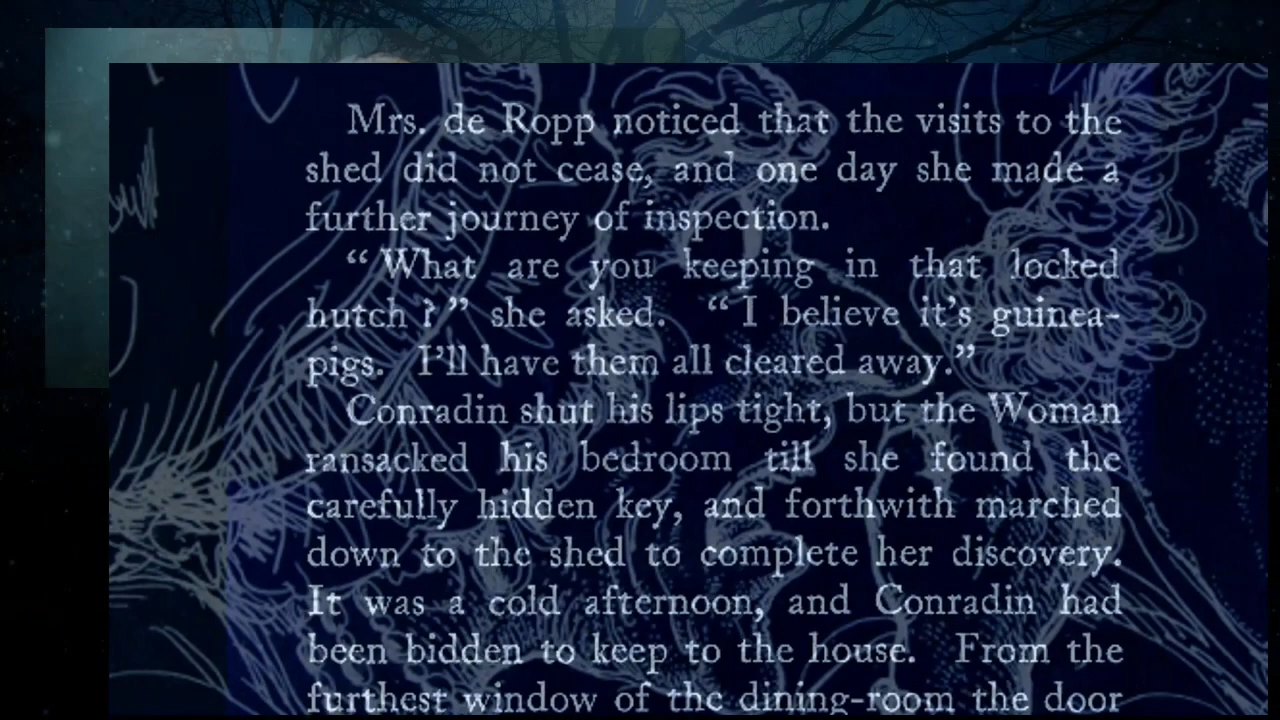 Mrs. de Ropp noticed that the visits to the
shed did not cease, and one day she made a
further journey of inspection.
“ What are you keeping in that locked
hutch ? ” she asked. “ I believe it’s guinea-
pigs. I’ll have them all cleared away.”
Conradin shut his lips tight, but the Woman
ransacked his bedroom till she found the
carefully hidden key, and forthwith marched
down to the shed to complete her discovery.
It was a cold afternoon, and Conradin had
been bidden to keep to the house. From the
furthest window of the dining-room the door